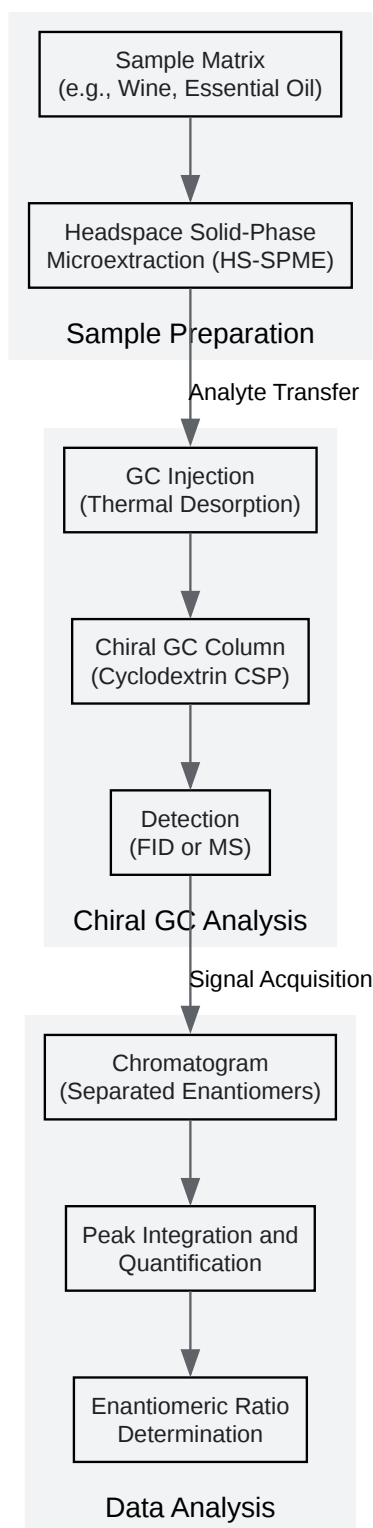 Sample Matrix
(e.g., Wine, Essential Oil)
Headspace Solid-Phase
Microextraction (HS-SPME)
Sample Preparation
Analyte Transfer
GC Injection
(Thermal Desorption)
Chiral GC Column
(Cyclodextrin CSP)
Detection
(FID or MS)
Chiral GC Analysis
Signal Acquisition
Chromatogram
(Separated Enantiomers)
Peak Integration and
Quantification
Enantiomeric Ratio
Determination
Data Analysis